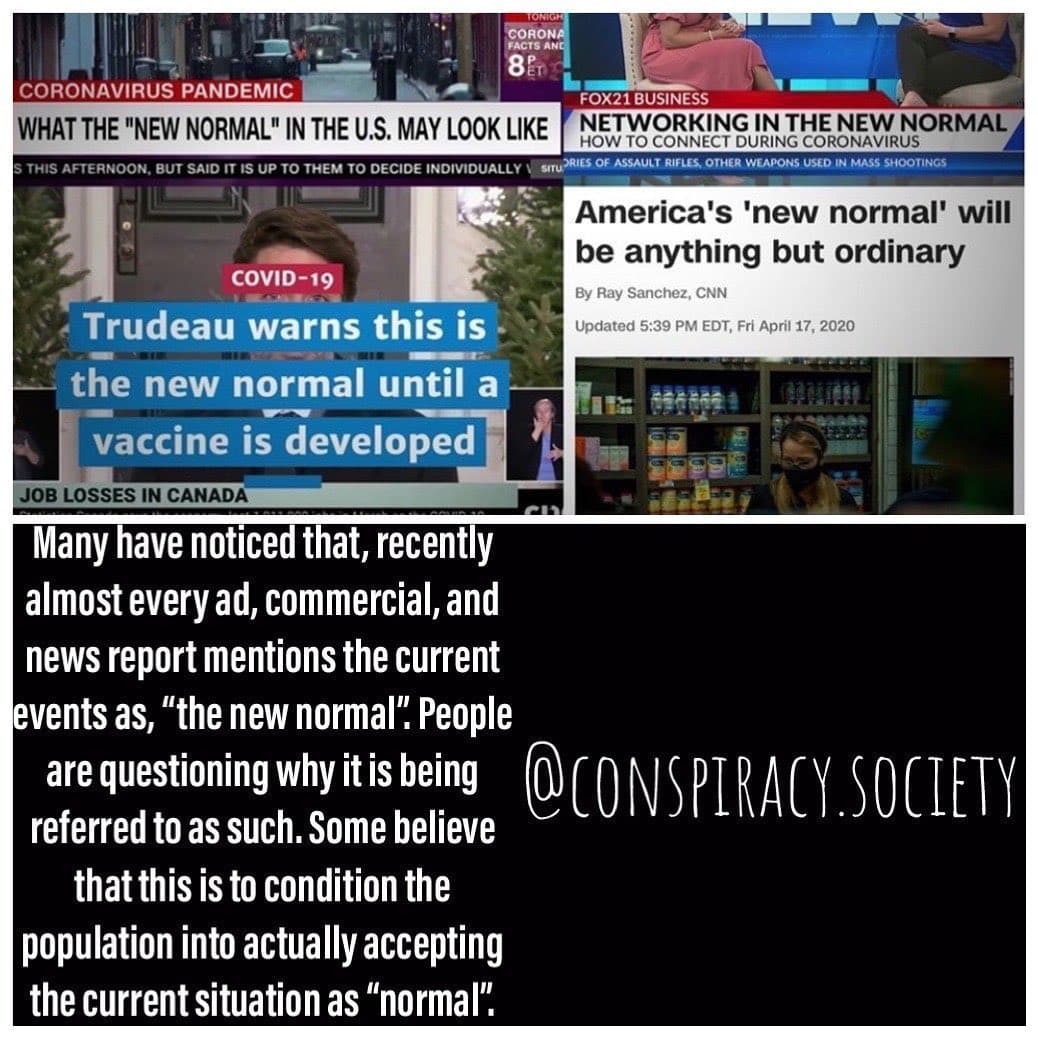 TONIGH
CORONA
FACTS AND
8 P ET
CORONAVIRUS PANDEMIC
WHAT THE "NEW NORMAL" IN THE U.S. MAY LOOK LIKE
S THIS AFTERNOON, BUT SAID IT IS UP TO THEM TO DECIDE INDIVIDUALLY
SITU
FOX21 BUSINESS
NETWORKING IN THE NEW NORMAL
HOW TO CONNECT DURING CORONAVIRUS
ORIES OF ASSAULT RIFLES, OTHER WEAPONS USED IN MASS SHOOTINGS
COVID-19
Trudeau warns this is
the new normal until a
vaccine is developed
JOB LOSSES IN CANADA
America's 'new normal' will
be anything but ordinary
By Ray Sanchez, CNN
Updated 5:39 PM EDT, Fri April 17, 2020
Many have noticed that, recently
almost every ad, commercial, and
news report mentions the current
events as, “the new normal”. People
are questioning why it is being
referred to as such. Some believe
that this is to condition the
population into actually accepting
the current situation as “normal”.
@CONSPIRACY.SOCIETY